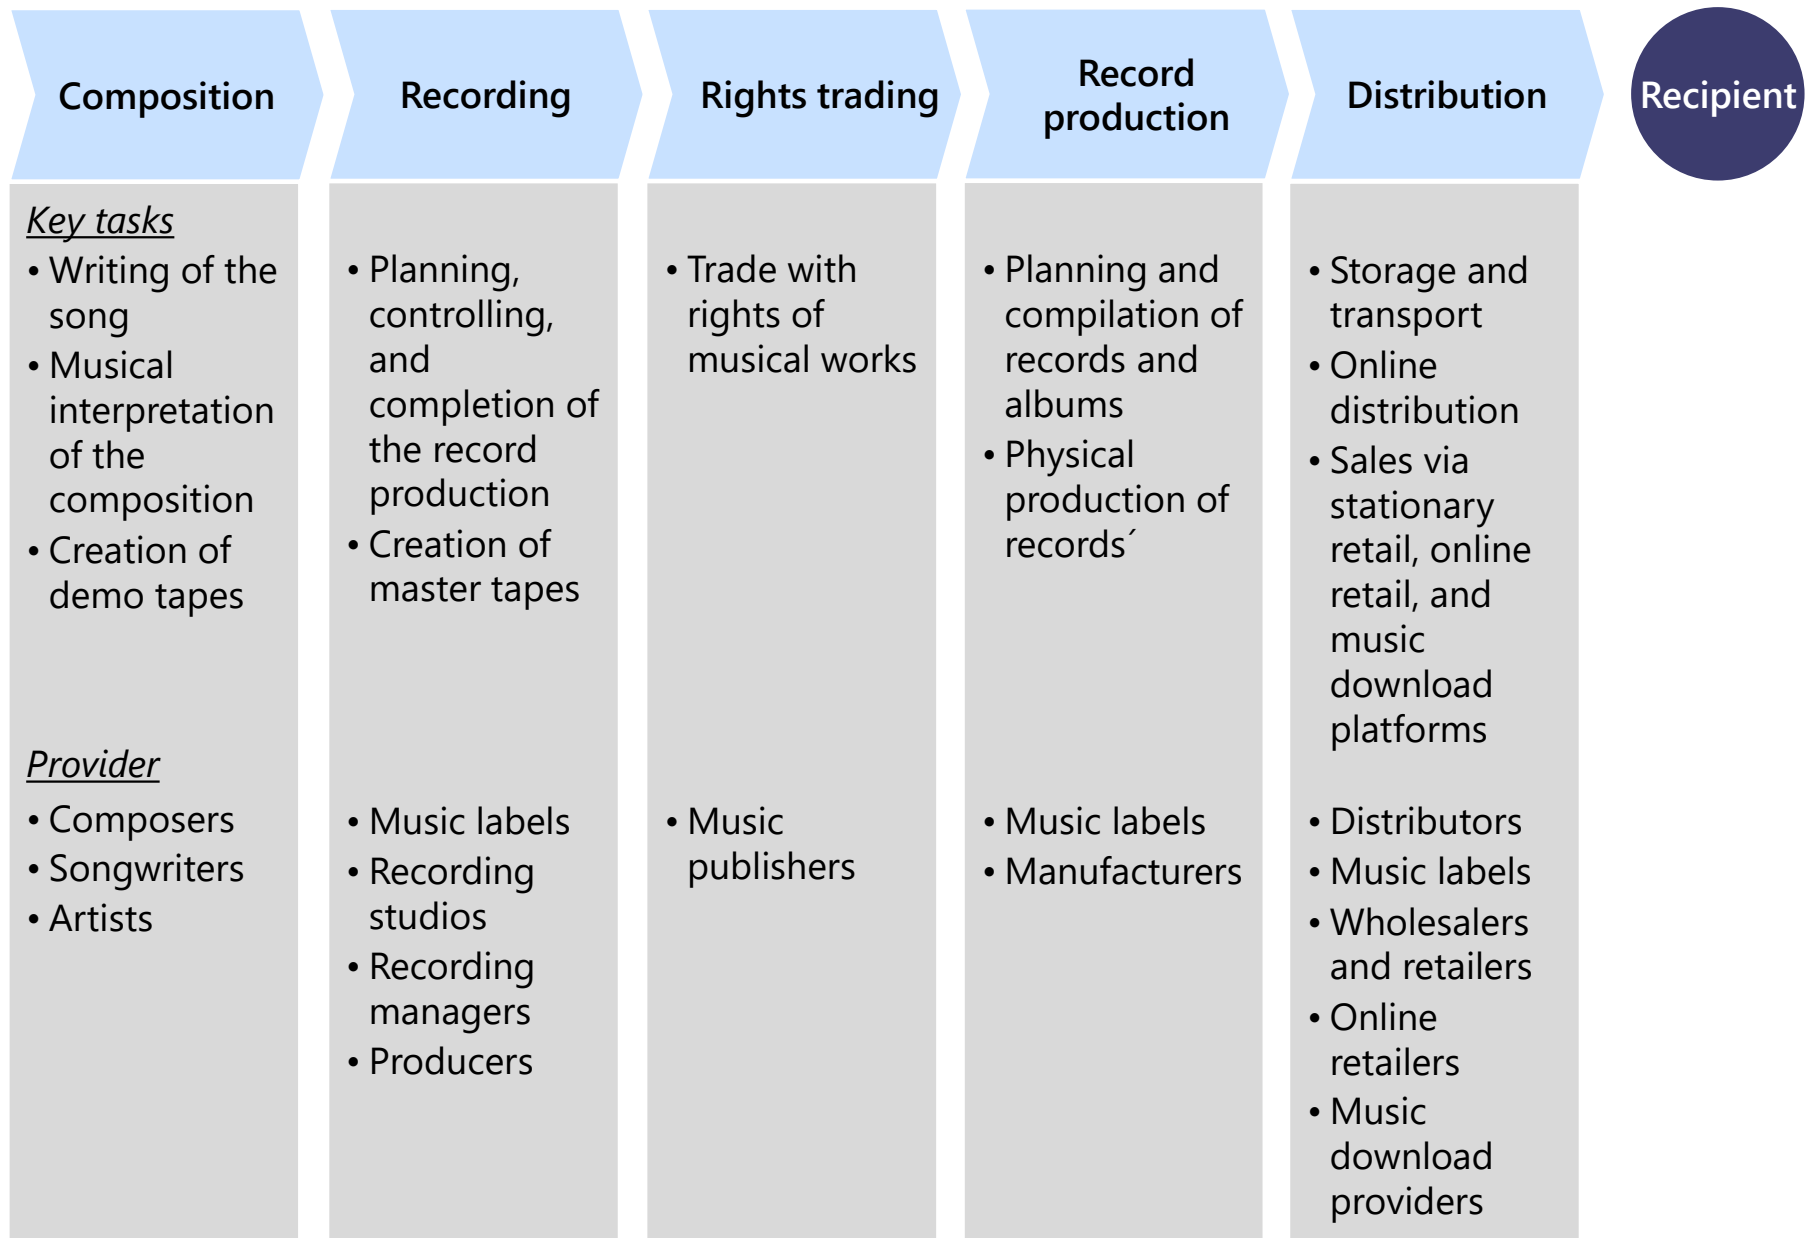 Composition
Recording
Rights trading
Record
production
Distribution
Recipient
Key tasks
• Writing of the
song
• Musical
interpretation
of the
composition
• Creation of
demo tapes
Provider
• Composers
• Songwriters
• Artists
• Planning,
controlling,
and
completion of
the record
production
• Creation of
master tapes
• Music labels
• Recording
studios
• Recording
managers
• Producers
• Trade with
rights of
musical works
• Music
publishers
• Planning and
compilation of
records and
albums
• Physical
production of
records´
• Music labels
• Manufacturers
• Storage and
transport
• Online
distribution
• Sales via
stationary
retail, online
retail, and
music
download
platforms
• Distributors
• Music labels
• Wholesalers
and retailers
• Online
retailers
• Music
download
providers